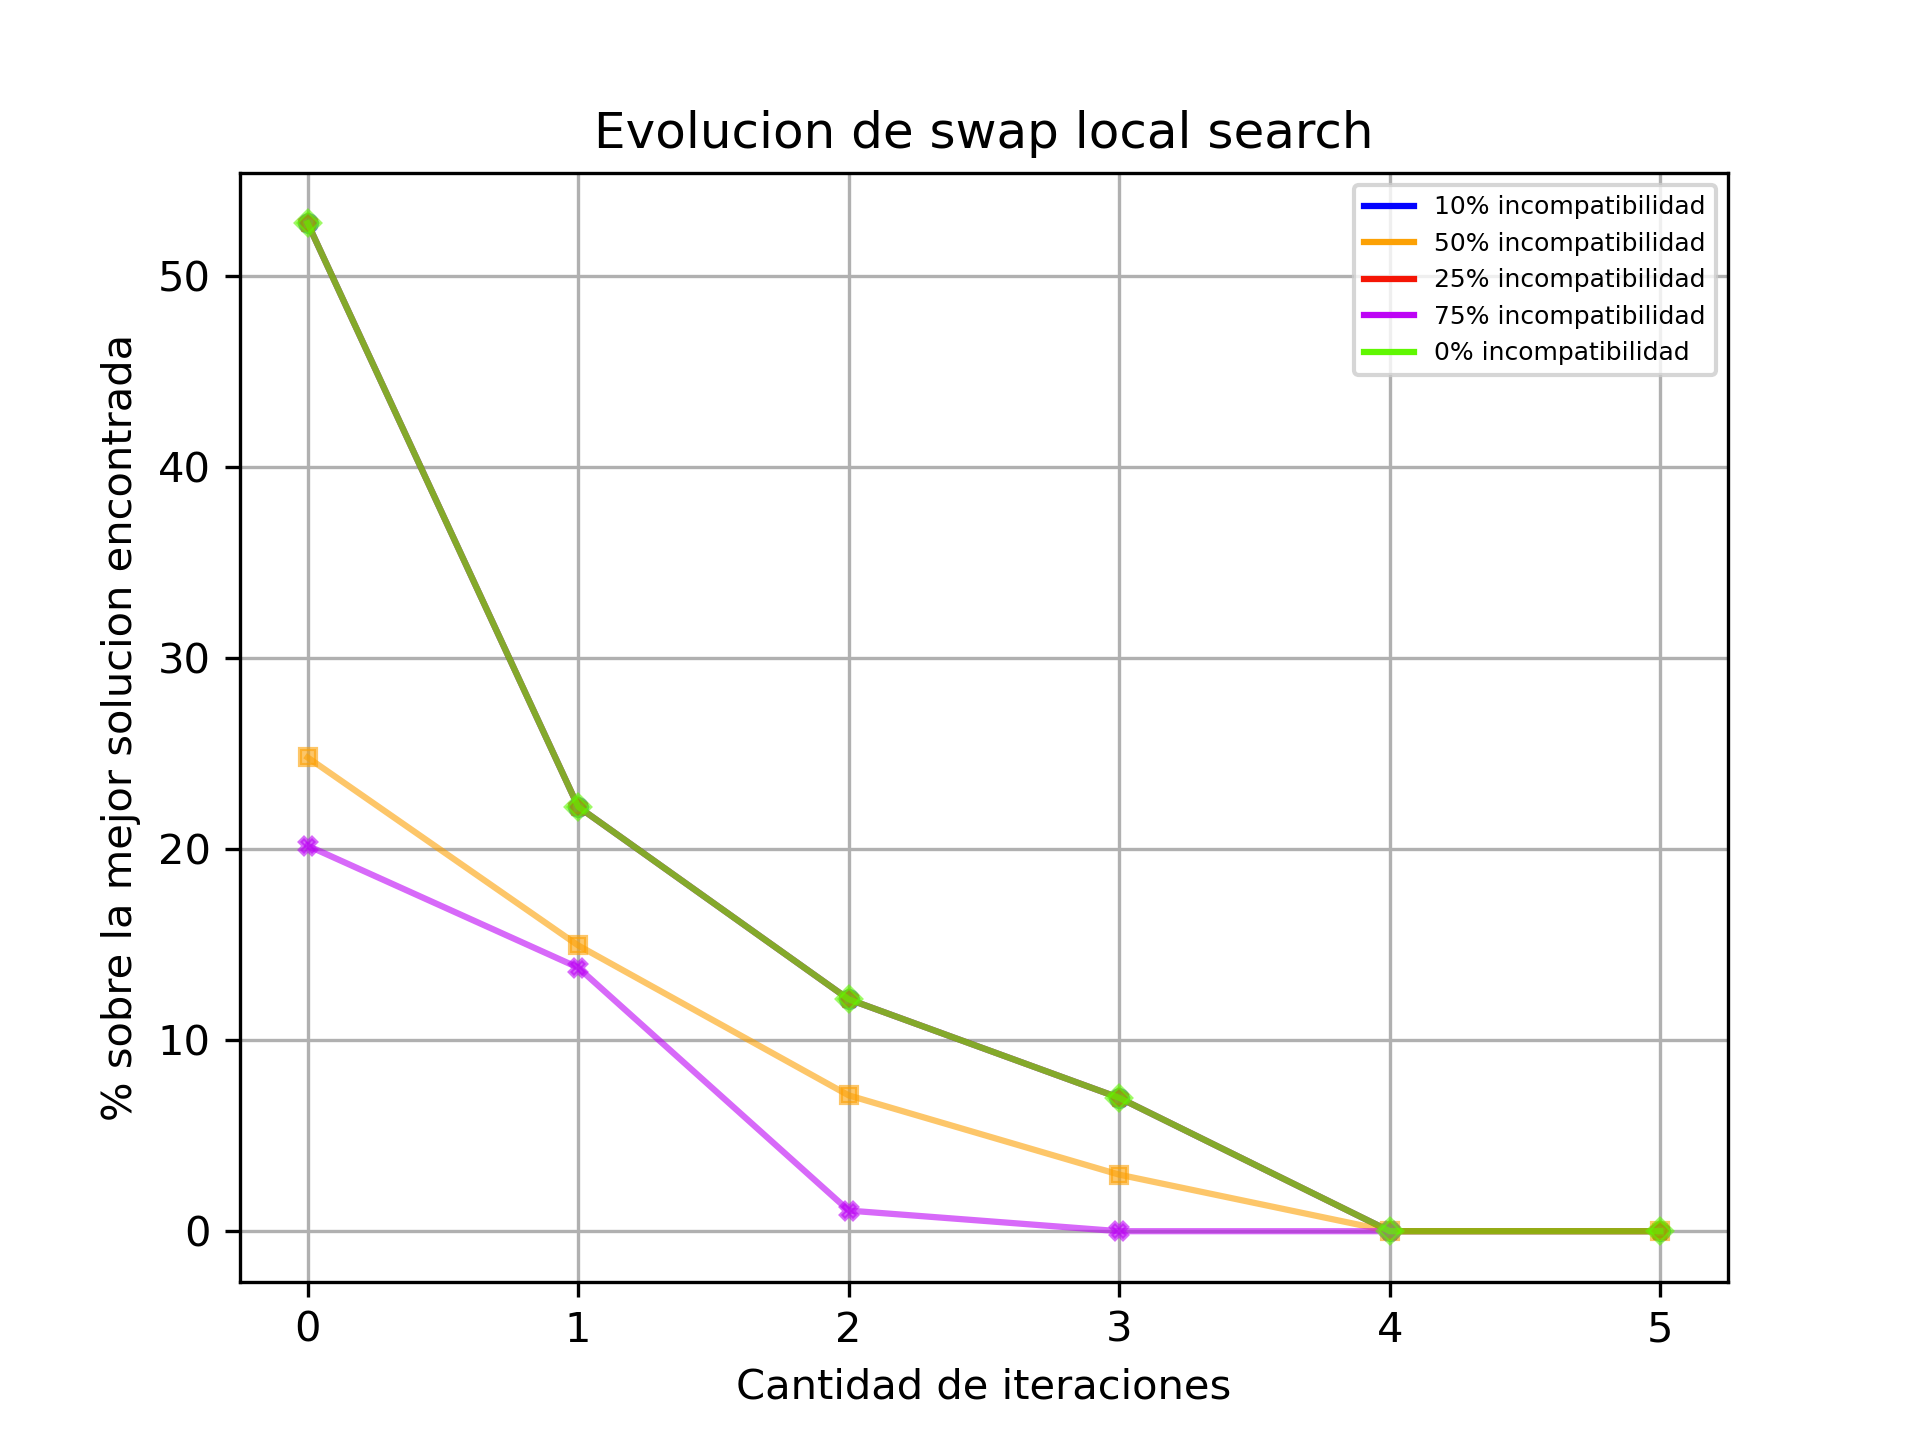 Evolucion de swap local search
10% incompatibilidad
50% incompatibilidad
25% incompatibilidad
75% incompatibilidad
0% incompatibilidad
% sobre la mejor solucion encontrada
50
40
30
20
10
0
0 1 2 3 4 5
Cantidad de iteraciones